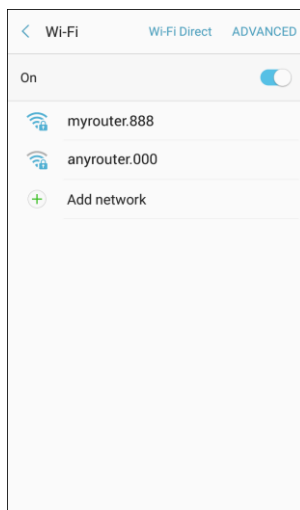 Wi-Fi Wi-Fi Direct ADVANCED
On
myrouter.888
anyrouter.000
Add network